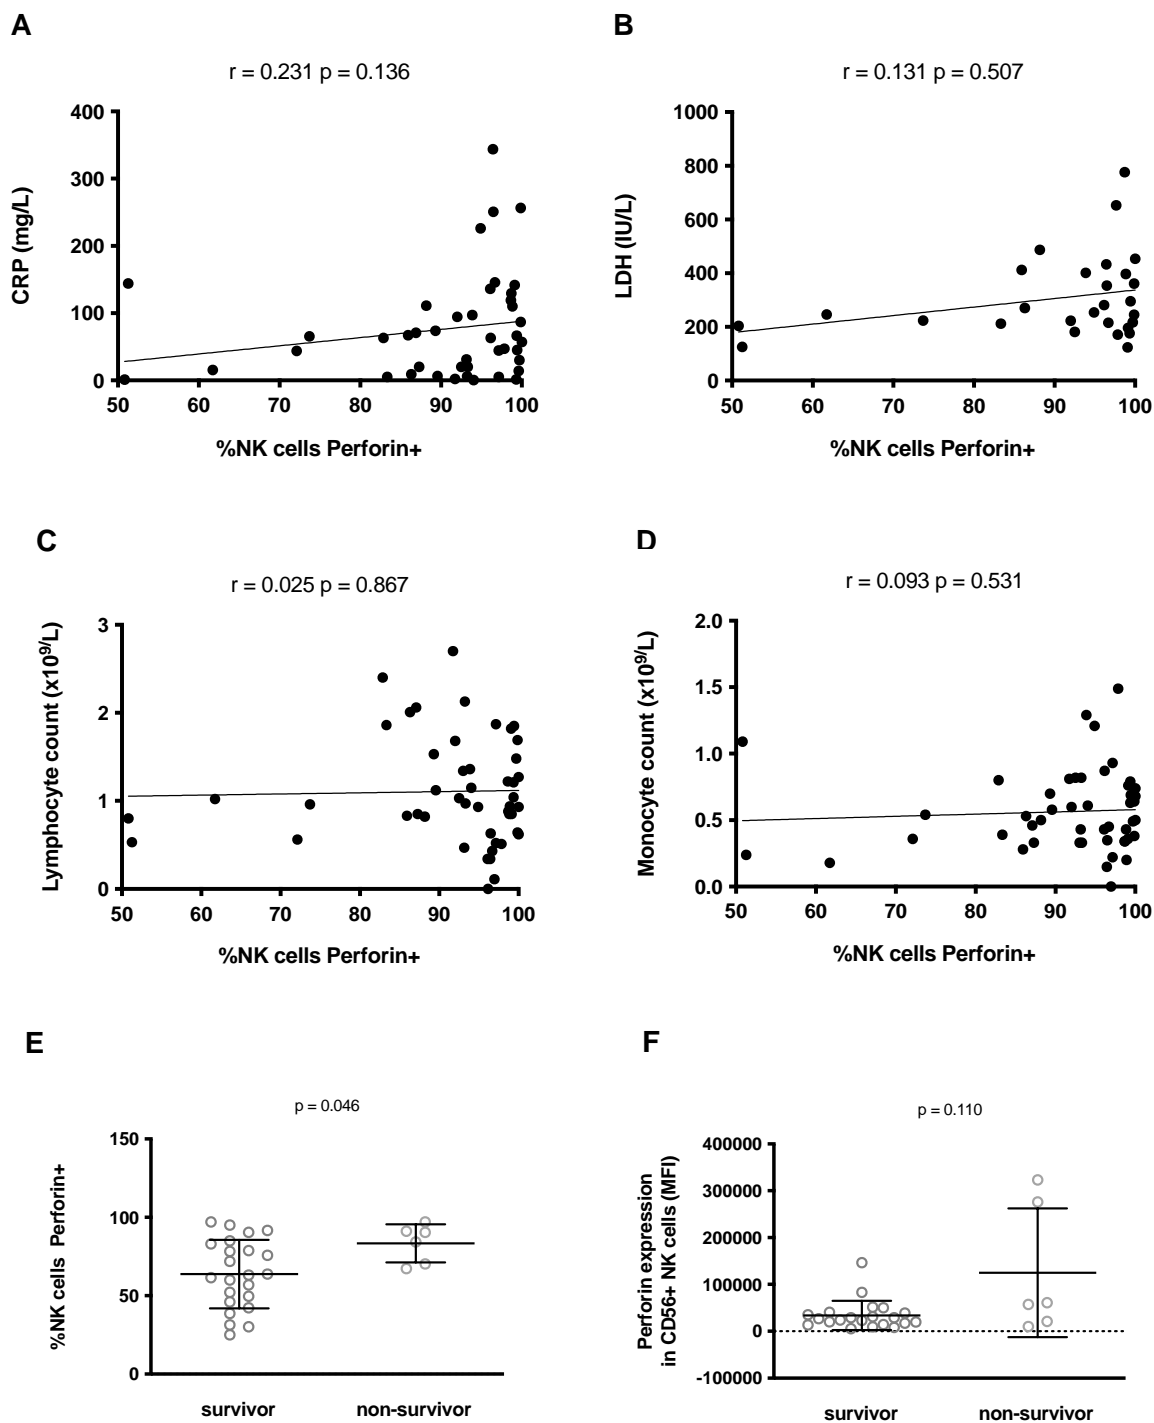 A
r = 0.231 p = 0.136
CRP (mg/L)
400
300
200
100
0
50 60 70 80 90 100
%NK cells Perforin+
B
r = 0.131 p = 0.507
LDH (IU/L)
1000
800
600
400
200
0
50 60 70 80 90 100
%NK cells Perforin+
C
r = 0.025 p = 0.867
Lymphocyte count (x10⁹/L)
3
2
1
0
50 60 70 80 90 100
%NK cells Perforin+
D
r = 0.093 p = 0.531
Monocyte count (x10⁹/L)
2.0
1.5
1.0
0.5
0.0
50 60 70 80 90 100
%NK cells Perforin+
E
p = 0.046
%NK cells Perforin+
150
100
50
0
survivor non-survivor
F
p = 0.110
Perforin expression
in CD56+ NK cells (MFI)
400000
300000
200000
100000
0
-100000
survivor non-survivor